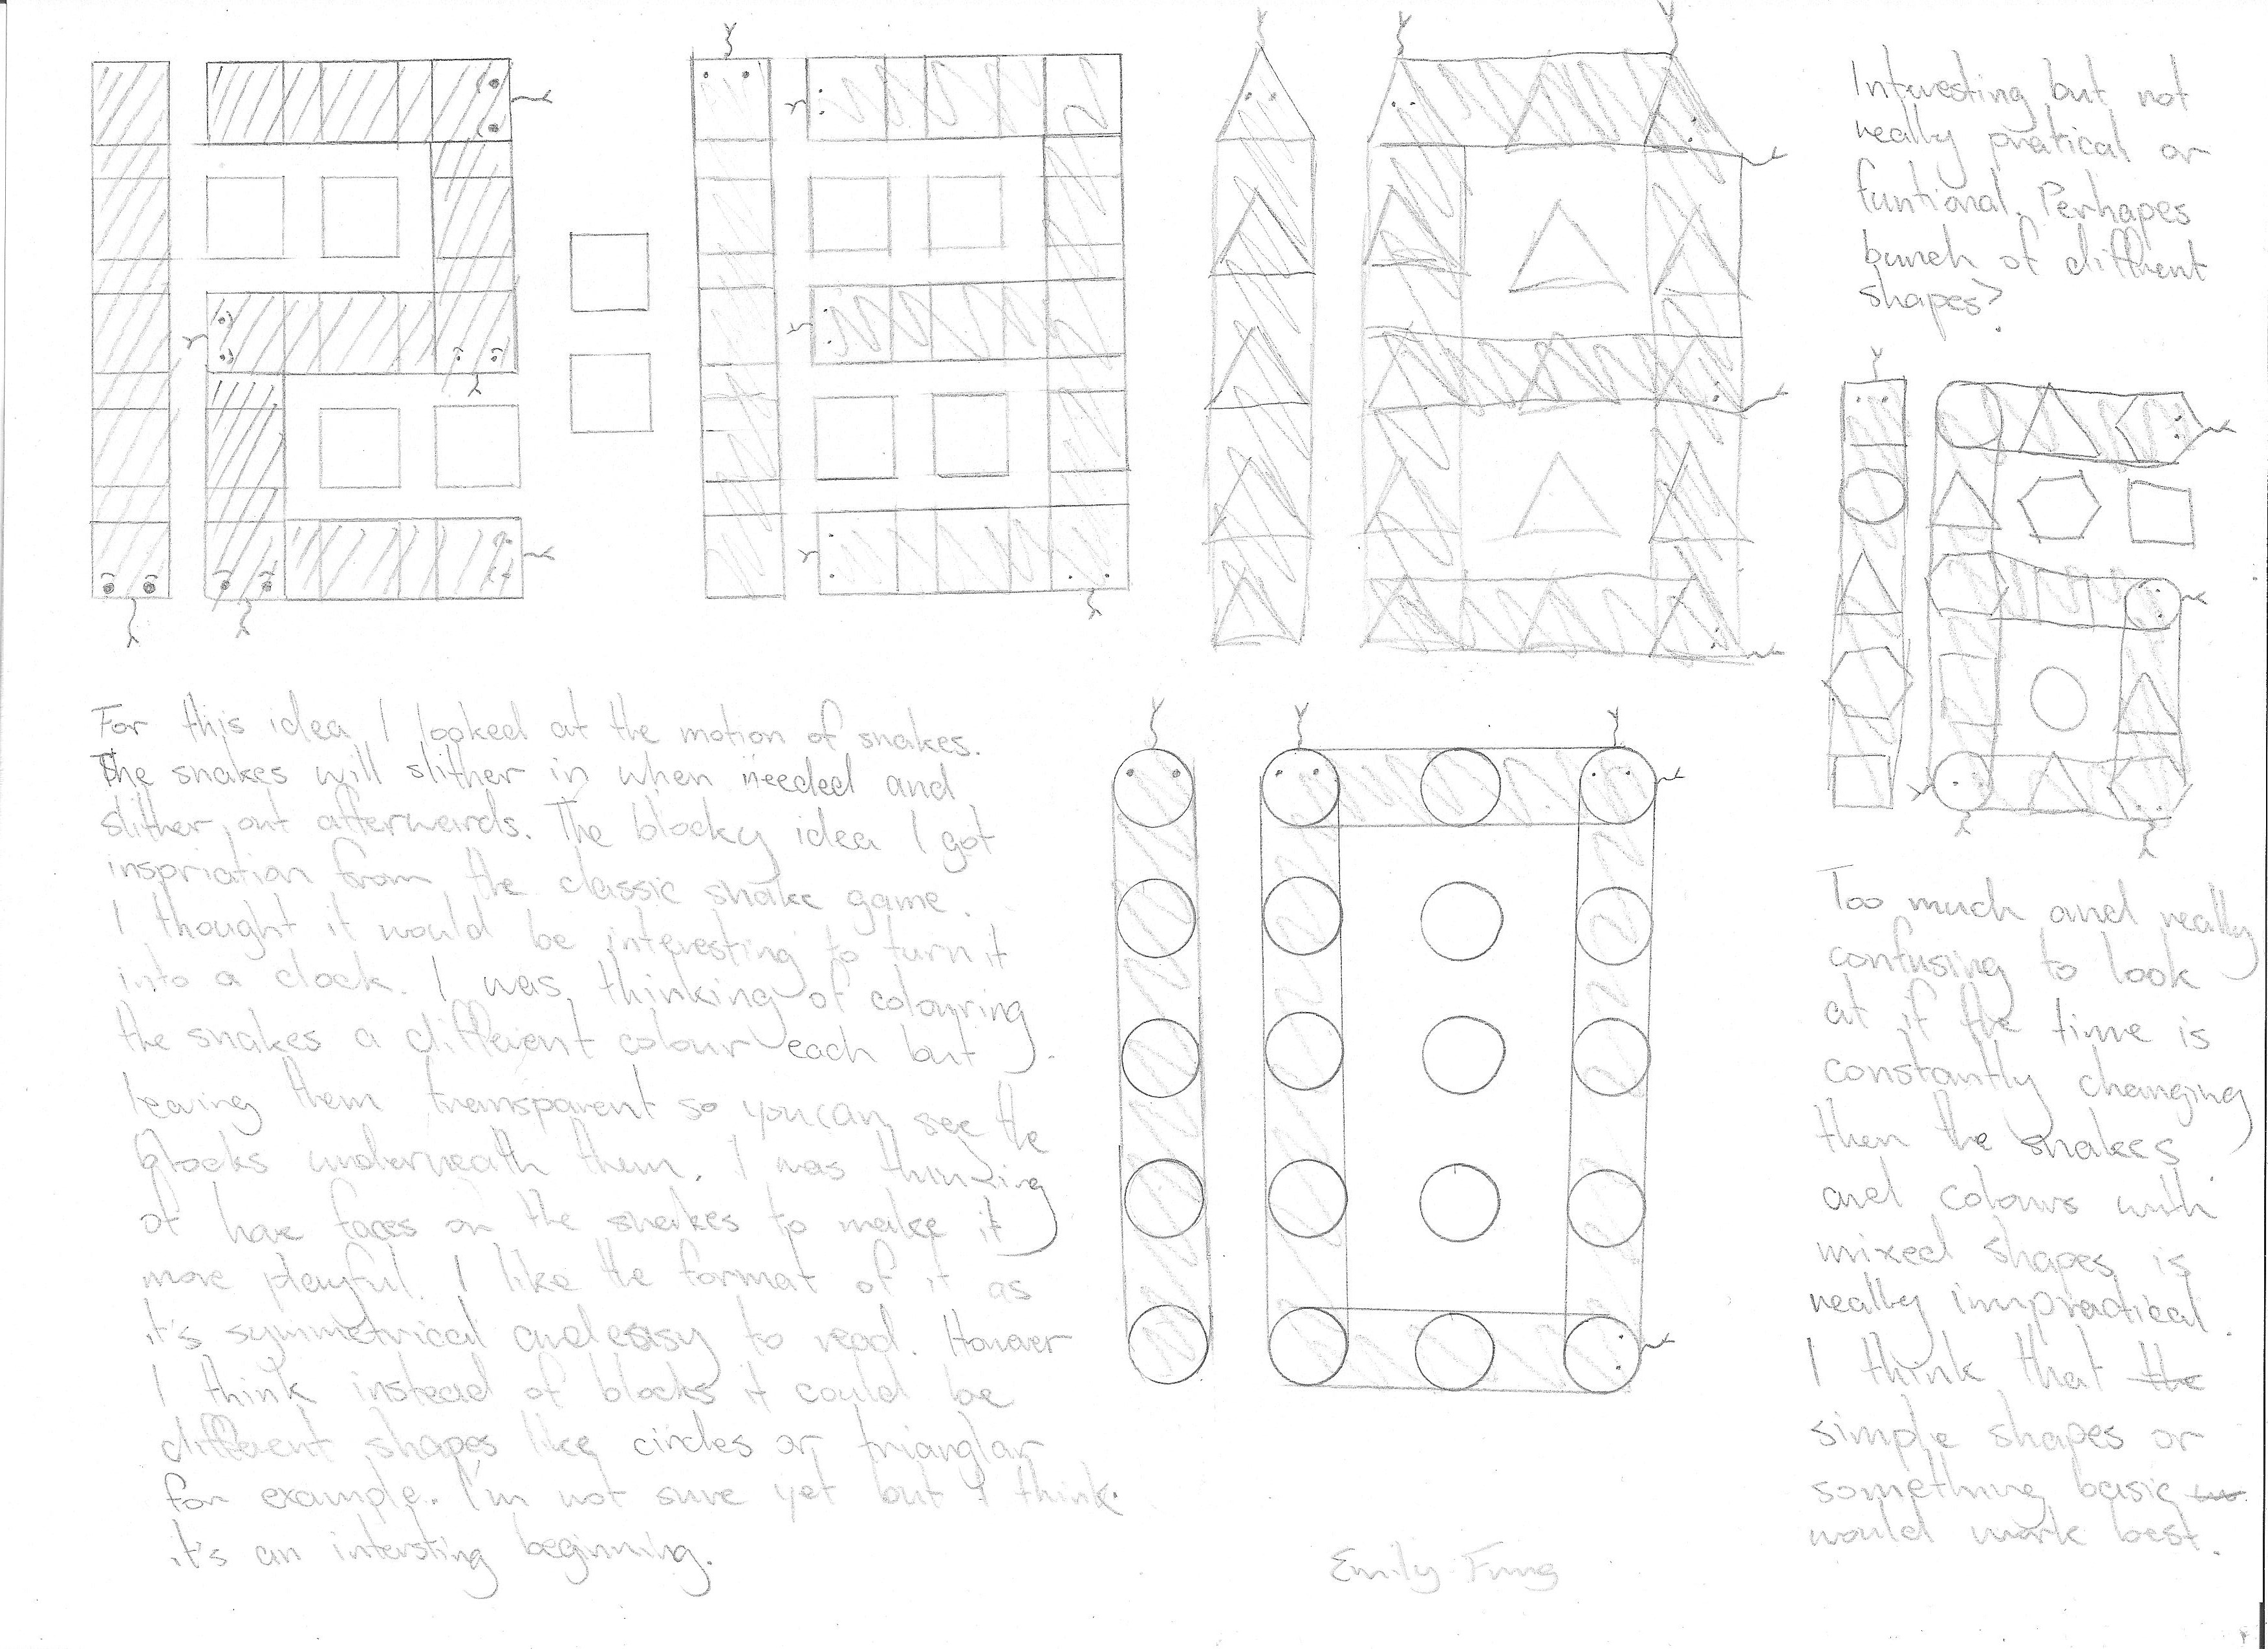 For this idea I looked at the motion of snakes.
The snakes will slither in when needed and
slither out afterwards. The blocky idea I got
inspriation from the classic snake game.
I thought it would be interesting to turn it
into a clock. I was thinking of colouring
the snakes a different colour each but
leaving them transparent so you can see the
blocks underneath them. I was thinking
of have faces on the snakes to make it
more playful. I like the format of it as
it's symmetrical and easy to read. However
I think instead of blocks it could be
different shapes like circles or trianglar
for example. I'm not sure yet but I think
it's an intersting beginning.
Interesting but not
really pratical or
funtional. Perhapes
bunch of different
shapes?
Too much and really
confusing to look
at if the time is
constantly changing
then the snakes
and colours with
mixed shapes is
really impractical.
I think that the
simple shapes or
something basic
would work best.
Emily Fung